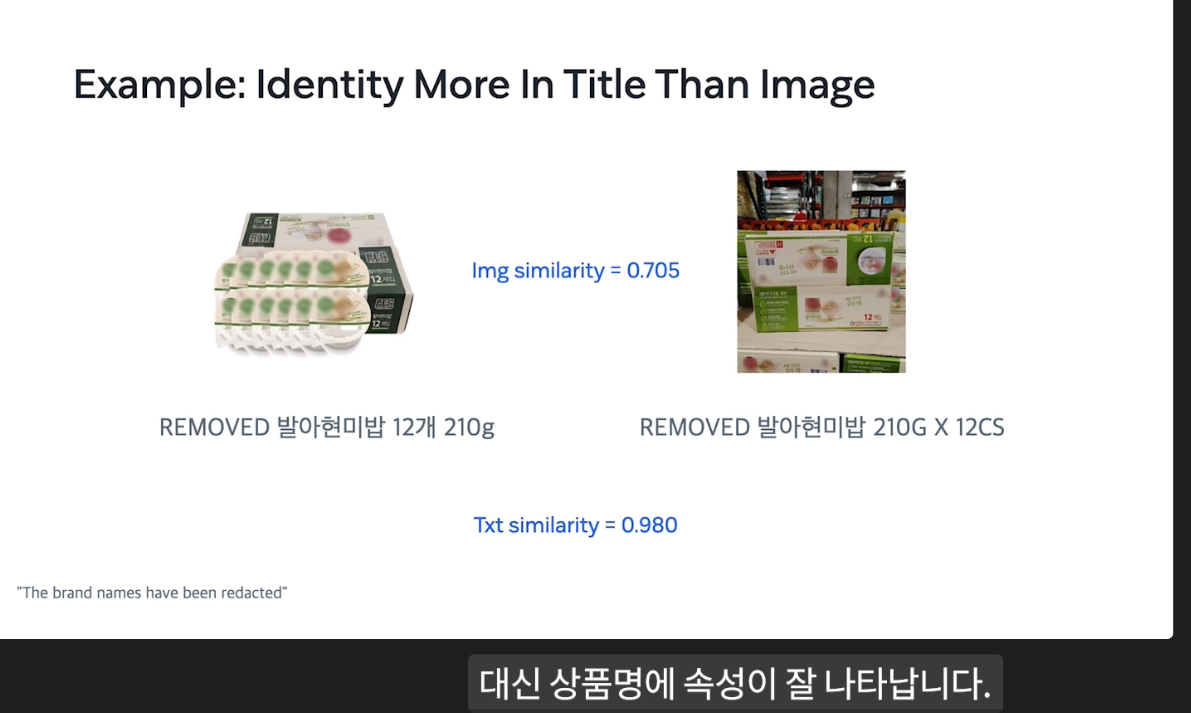 Example: Identity More In Title Than Image
Img similarity = 0.705
REMOVED 발아현미밥 12개 210g
REMOVED 발아현미밥 210G X 12CS
Txt similarity = 0.980
"The brand names have been redacted"
대신 상품명에 속성이 잘 나타납니다.